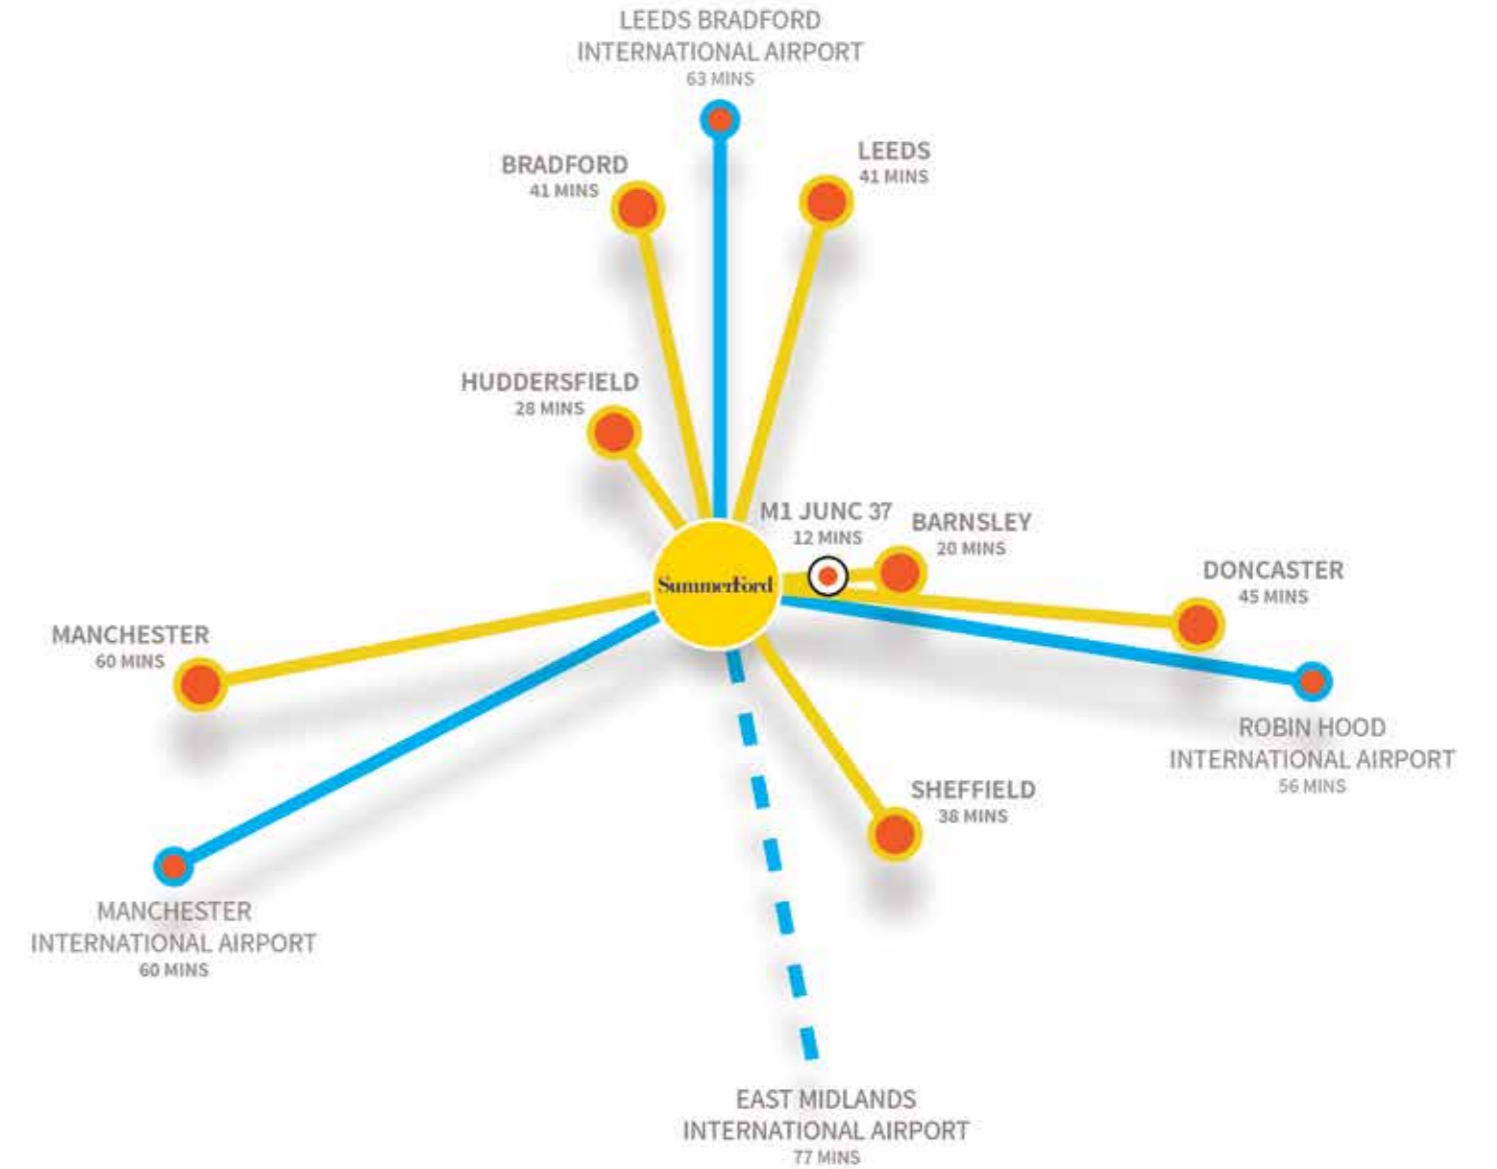 LEEDS BRADFORD
INTERNATIONAL AIRPORT
63 MINS
BRADFORD
41 MINS
LEEDS
41 MINS
HUDDERSFIELD
28 MINS
M1 JUNC 37
12 MINS
BARNSLEY
20 MINS
SummerFord
DONCASTER
45 MINS
MANCHESTER
60 MINS
ROBIN HOOD
INTERNATIONAL AIRPORT
56 MINS
SHEFFIELD
38 MINS
MANCHESTER
INTERNATIONAL AIRPORT
60 MINS
EAST MIDLANDS
INTERNATIONAL AIRPORT
77 MINS